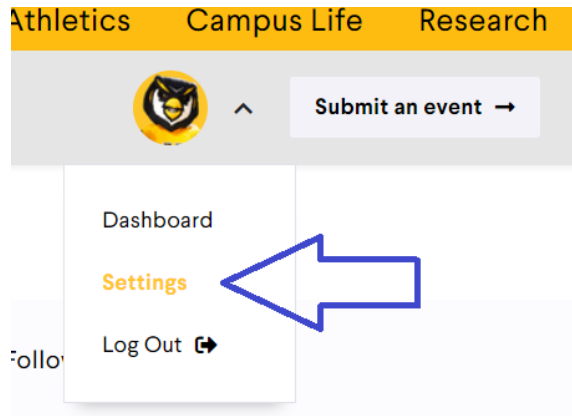 Athletics Campus Life Research
Submit an event →
Dashboard
Settings
Log Out
Follo